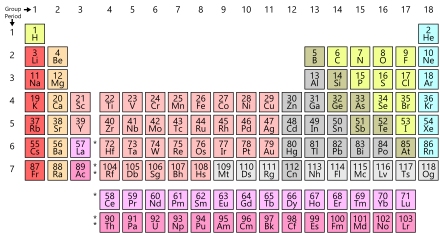 Group 1 2 3 4 5 6 7 8 9 10 11 12 13 14 15 16 17 18
Period
1 1 2
H He
2 3 4 5 6 7 8 9 10
Li Be B C N O F Ne
3 11 12 13 14 15 16 17 18
Na Mg Al Si P S Cl Ar
4 19 20 21 22 23 24 25 26 27 28 29 30 31 32 33 34 35 36
K Ca Sc Ti V Cr Mn Fe Co Ni Cu Zn Ga Ge As Se Br Kr
5 37 38 39 40 41 42 43 44 45 46 47 48 49 50 51 52 53 54
Rb Sr Y Zr Nb Mo Tc Ru Rh Pd Ag Cd In Sn Sb Te I Xe
6 55 56 57 * 72 73 74 75 76 77 78 79 80 81 82 83 84 85 86
Cs Ba La Hf Ta W Re Os Ir Pt Au Hg Tl Pb Bi Po At Rn
7 87 88 89 * 104 105 106 107 108 109 110 111 112 113 114 115 116 117 118
Fr Ra Ac * Rf Db Sg Bh Hs Mt Ds Rg Cn Nh Fl Mc Lv Ts Og
* 58 59 60 61 62 63 64 65 66 67 68 69 70 71
Ce Pr Nd Pm Sm Eu Gd Tb Dy Ho Er Tm Yb Lu
* 90 91 92 93 94 95 96 97 98 99 100 101 102 103
* Th Pa U Np Pu Am Cm Bk Cf Es Fm Md No Lr